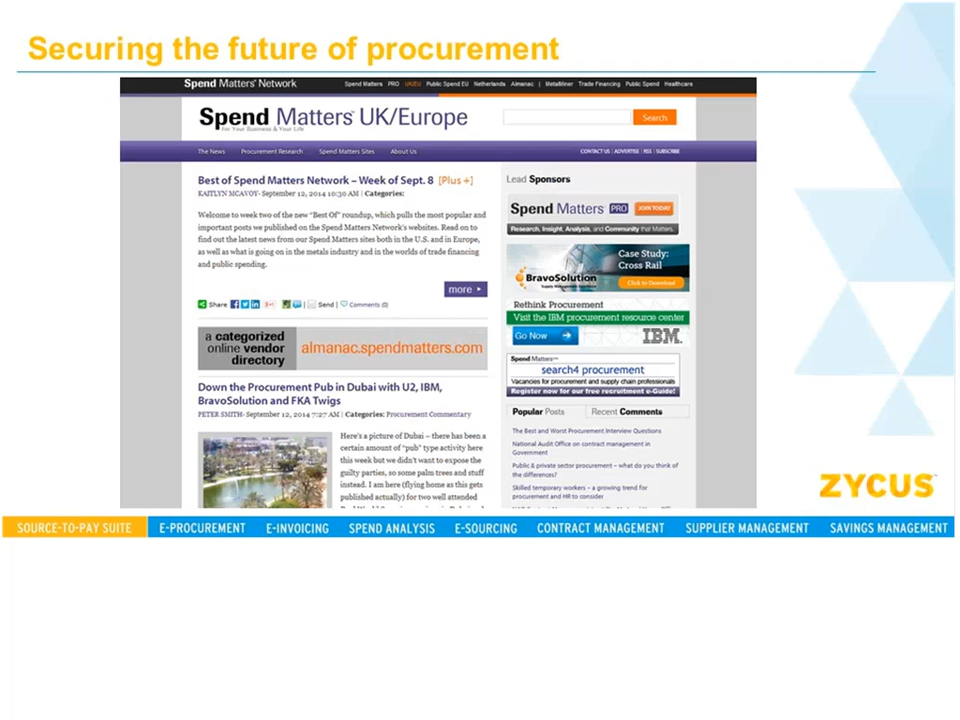 Securing the future of procurement
Spend Matters Network
Spend Matters PRO UK/EU Public Spend EU Netherlands Almanac | MetalMiner Trade Financing Public Spend Healthcare
Spend Matters UK/Europe
For Your Business & Your Life
Search
The News Procurement Research Spend Matters Sites About Us
CONTACT US | ADVERTISE | RSS | SUBSCRIBE
Best of Spend Matters Network – Week of Sept. 8 [Plus +]
KAITLYN MCAVOY- September 12, 2014 10:30 AM | Categories:
Welcome to week two of the new "Best Of" roundup, which pulls the most popular and
important posts we published on the Spend Matters Network's websites. Read on to
find out the latest news from our Spend Matters sites both in the U.S. and in Europe,
as well as what is going on in the metals industry and in the worlds of trade financing
and public spending.
more
Share | Send | Comments (0)
a categorized
online vendor
directory
almanac.spendmatters.com
Down the Procurement Pub in Dubai with U2, IBM,
BravoSolution and FKA Twigs
PETER SMITH- September 12, 2014 7:27 AM | Categories: Procurement Commentary
Here's a picture of Dubai – there has been a
certain amount of "pub" type activity here
this week but we didn't want to expose the
guilty parties, so some palm trees and stuff
instead. I am here (flying home as this gets
published actually) for two well attended
Lead Sponsors
Spend Matters PRO JOIN TODAY
Research, Insight, Analysis, and Community that Matters.
BravoSolution
Supply Management Excellence
Case Study:
Cross Rail
Click to Download
Rethink Procurement
Visit the IBM procurement resource center
Go Now
IBM
Spend Matters
search4 procurement
Vacancies for procurement and supply chain professionals
Register now for our free recruitment e-Guide!
Popular Posts Recent Comments
The Best and Worst Procurement Interview Questions
National Audit Office on contract management in
Government
Public & private sector procurement – what do you think of
the differences?
Skilled temporary workers – a growing trend for
procurement and HR to consider
ZYCUS
SOURCE-TO-PAY SUITE E-PROCUREMENT E-INVOICING SPEND ANALYSIS E-SOURCING CONTRACT MANAGEMENT SUPPLIER MANAGEMENT SAVINGS MANAGEMENT